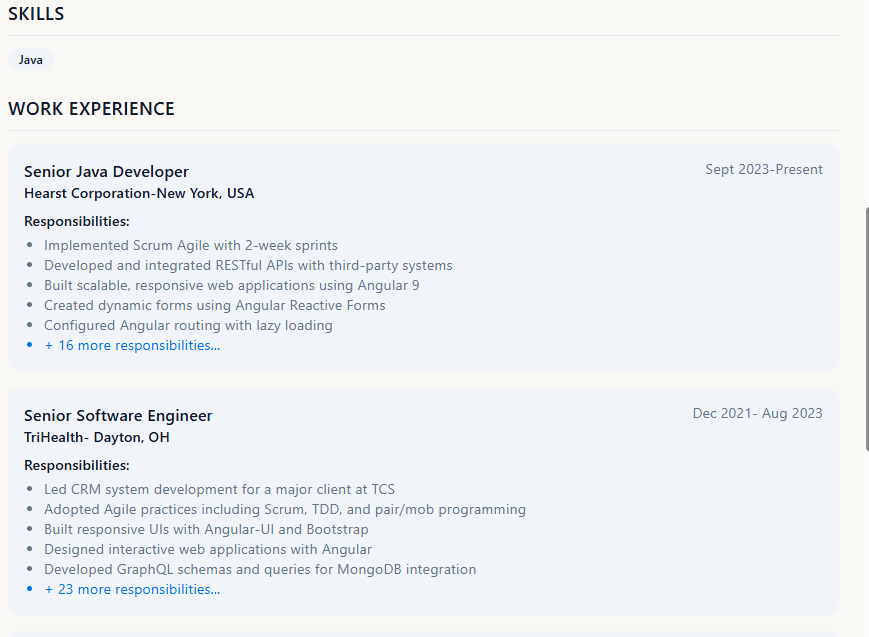 SKILLS
Java
WORK EXPERIENCE
Senior Java Developer
Sept 2023-Present
Hearst Corporation-New York, USA
Responsibilities:
Implemented Scrum Agile with 2-week sprints
Developed and integrated RESTful APIs with third-party systems
Built scalable, responsive web applications using Angular 9
Created dynamic forms using Angular Reactive Forms
Configured Angular routing with lazy loading
+ 16 more responsibilities...
Senior Software Engineer
Dec 2021- Aug 2023
TriHealth- Dayton, OH
Responsibilities:
Led CRM system development for a major client at TCS
Adopted Agile practices including Scrum, TDD, and pair/mob programming
Built responsive UIs with Angular-UI and Bootstrap
Designed interactive web applications with Angular
Developed GraphQL schemas and queries for MongoDB integration
+ 23 more responsibilities...